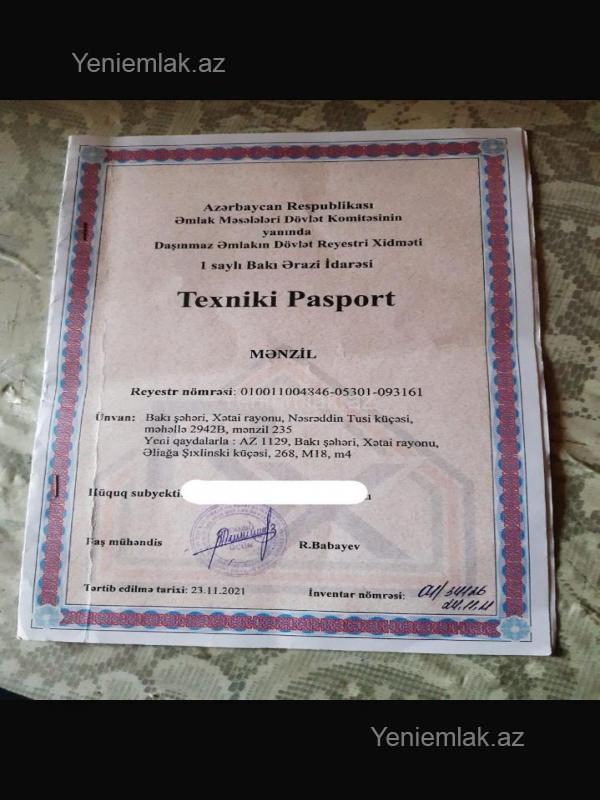 Yeniemlak.az
Azərbaycan Respublikası
Əmlak Məsələləri Dövlət Komitəsinin
yanında
Daşınmaz Əmlakın Dövlət Reyestri Xidməti
1 saylı Bakı Ərazi İdarəsi
Texniki Pasport
MƏNZİL
Reyestr nömrəsi: 010011004846-05301-093161
Ünvan: Bakı şəhəri, Xətai rayonu, Nəsrəddin Tusi küçəsi,
məhəllə 2942B, mənzil 235
Yeni qaydalarla : AZ 1129, Bakı şəhəri, Xətai rayonu,
Əliağa Şıxlinski küçəsi, 268, M18, m4
Hüquq subyekti:
Baş mühəndis R.Babayev
Tərtib edilmə tarixi: 23.11.2021 İnventar nömrəsi:
Yeniemlak.az